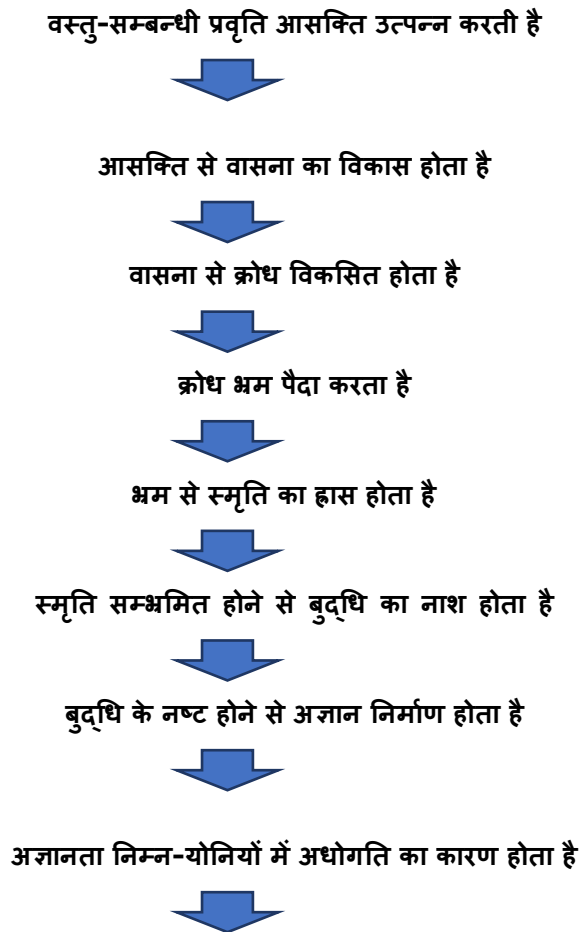 वस्तु-सम्बन्धी प्रवृति आसक्ति उत्पन्न करती है
आसक्ति से वासना का विकास होता है
वासना से क्रोध विकसित होता है
क्रोध भ्रम पैदा करता है
भ्रम से स्मृति का ह्रास होता है
स्मृति सम्भ्रमित होने से बुद्धि का नाश होता है
बुद्धि के नष्ट होने से अज्ञान निर्माण होता है
अज्ञानता निम्न-योनियों में अधोगति का कारण होता है